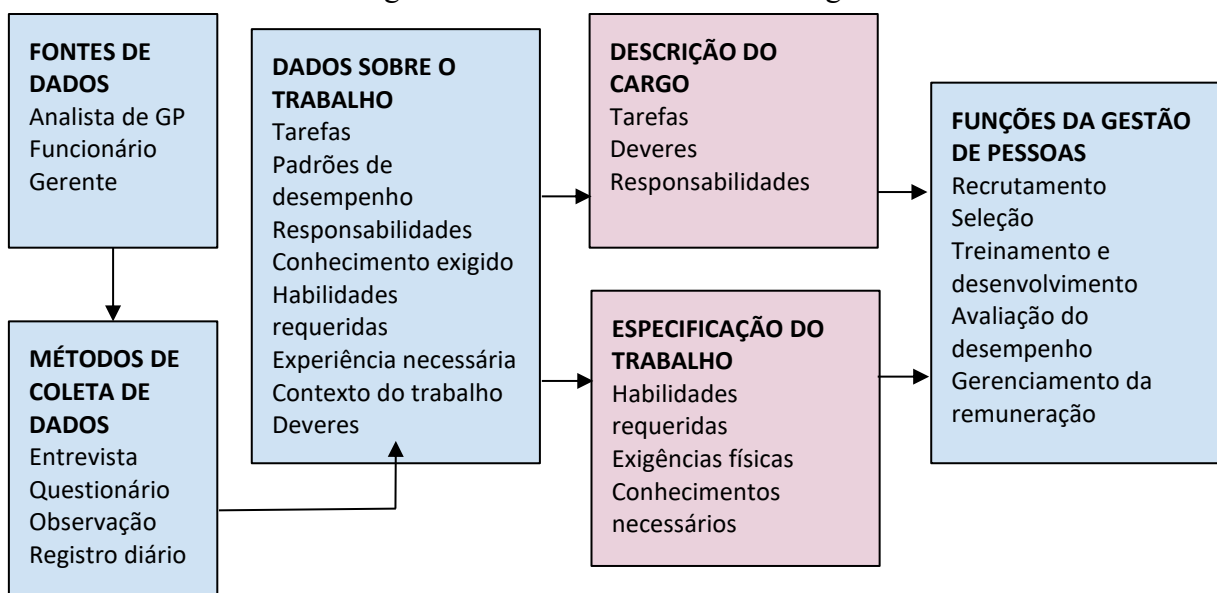 FONTES DE
DADOS
Analista de GP
Funcionário
Gerente
MÉTODOS DE
COLETA DE
DADOS
Entrevista
Questionário
Observação
Registro diário
DADOS SOBRE O
TRABALHO
Tarefas
Padrões de
desempenho
Responsabilidades
Conhecimento exigido
Habilidades
requeridas
Experiência necessária
Contexto do trabalho
Deveres
DESCRIÇÃO DO
CARGO
Tarefas
Deveres
Responsabilidades
ESPECIFICAÇÃO DO
TRABALHO
Habilidades
requeridas
Exigências físicas
Conhecimentos
necessários
FUNÇÕES DA GESTÃO
DE PESSOAS
Recrutamento
Seleção
Treinamento e
desenvolvimento
Avaliação do
desempenho
Gerenciamento da
remuneração